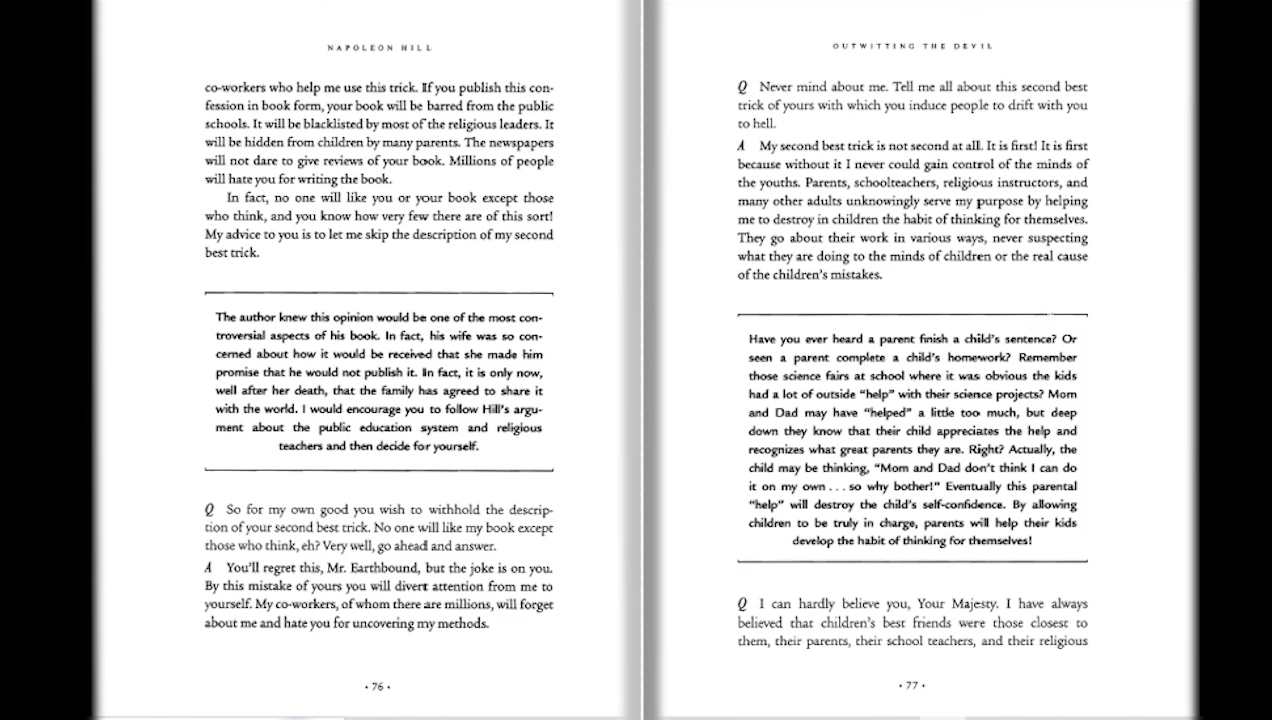 NAPOLEON HILL
co-workers who help me use this trick. If you publish this con-
fession in book form, your book will be barred from the public
schools. It will be blacklisted by most of the religious leaders. It
will be hidden from children by many parents. The newspapers
will not dare to give reviews of your book. Millions of people
will hate you for writing the book.
In fact, no one will like you or your book except those
who think, and you know how very few there are of this sort!
My advice to you is to let me skip the description of my second
best trick.
The author knew this opinion would be one of the most con-
troversial aspects of his book. In fact, his wife was so con-
cerned about how it would be received that she made him
promise that he would not publish it. In fact, it is only now,
well after her death, that the family has agreed to share it
with the world. I would encourage you to follow Hill's argu-
ment about the public education system and religious
teachers and then decide for yourself.
Q So for my own good you wish to withhold the descrip-
tion of your second best trick. No one will like my book except
those who think, eh? Very well, go ahead and answer.
A You'll regret this, Mr. Earthbound, but the joke is on you.
By this mistake of yours you will divert attention from me to
yourself. My co-workers, of whom there are millions, will forget
about me and hate you for uncovering my methods.
• 76 •
OUTWITTING THE DEVIL
Q Never mind about me. Tell me all about this second best
trick of yours with which you induce people to drift with you
to hell.
A My second best trick is not second at all. It is first! It is first
because without it I never could gain control of the minds of
the youths. Parents, schoolteachers, religious instructors, and
many other adults unknowingly serve my purpose by helping
me to destroy in children the habit of thinking for themselves.
They go about their work in various ways, never suspecting
what they are doing to the minds of children or the real cause
of the children's mistakes.
Have you ever heard a parent finish a child's sentence? Or
seen a parent complete a child's homework? Remember
those science fairs at school where it was obvious the kids
had a lot of outside "help" with their science projects? Mom
and Dad may have "helped" a little too much, but deep
down they know that their child appreciates the help and
recognizes what great parents they are. Right? Actually, the
child may be thinking, "Mom and Dad don't think I can do
it on my own . . . so why bother!" Eventually this parental
"help" will destroy the child's self-confidence. By allowing
children to be truly in charge, parents will help their kids
develop the habit of thinking for themselves!
Q I can hardly believe you, Your Majesty. I have always
believed that children's best friends were those closest to
them, their parents, their school teachers, and their religious
• 77 •